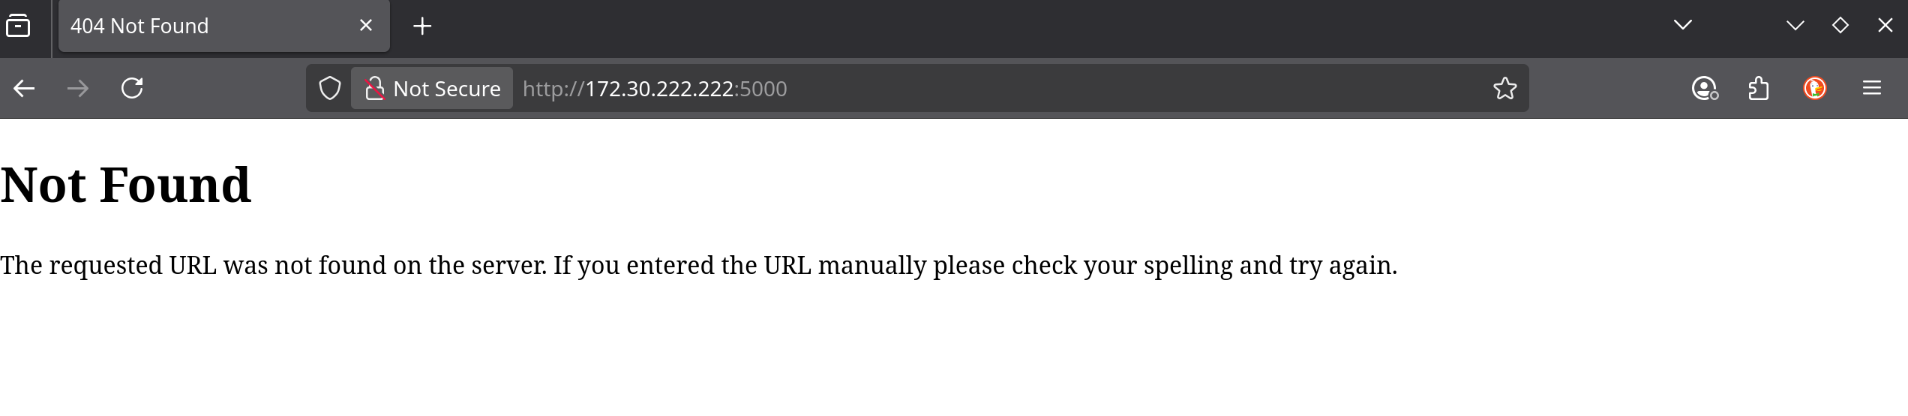 404 Not Found
Not Secure http://172.30.222.222:5000
Not Found
The requested URL was not found on the server. If you entered the URL manually please check your spelling and try again.